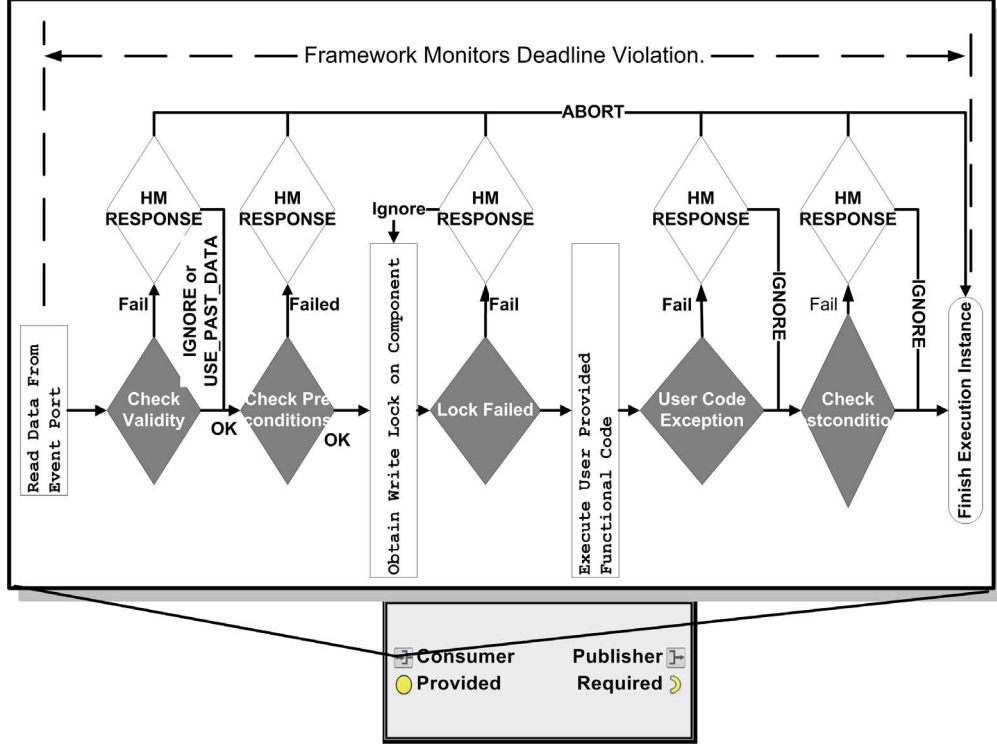 Framework Monitors Deadline Violation.
ABORT
HM
RESPONSE
HM
RESPONSE
HM
RESPONSE
HM
RESPONSE
HM
RESPONSE
Ignore
IGNORE or
USE_PAST_DATA
IGNORE
IGNORE
Fail
Failed
Fail
Fail
Fail
Read Data From
Event Port
Check
Validity
OK
Check Pre
conditions
OK
Obtain Write Lock on Component
Lock Failed
Execute User Provided
Functional Code
User Code
Exception
Check
stconditio
Finish Execution Instance
Consumer
Publisher
Provided
Required